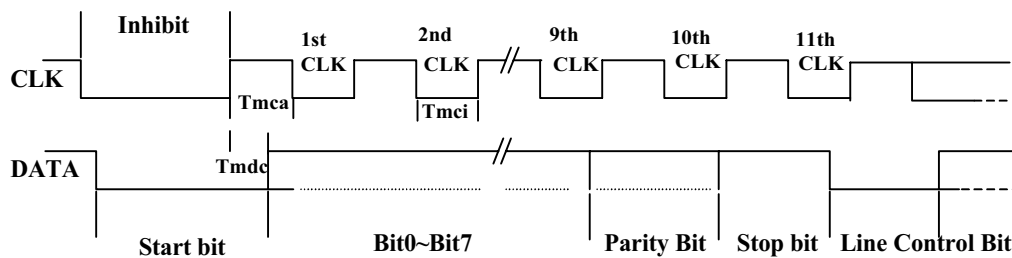 Inhibit
1st 2nd 9th 10th 11th
CLK CLK CLK CLK CLK CLK
Tmca Tmci
DATA Tmdc
Start bit Bit0~Bit7 Parity Bit Stop bit Line Control Bit